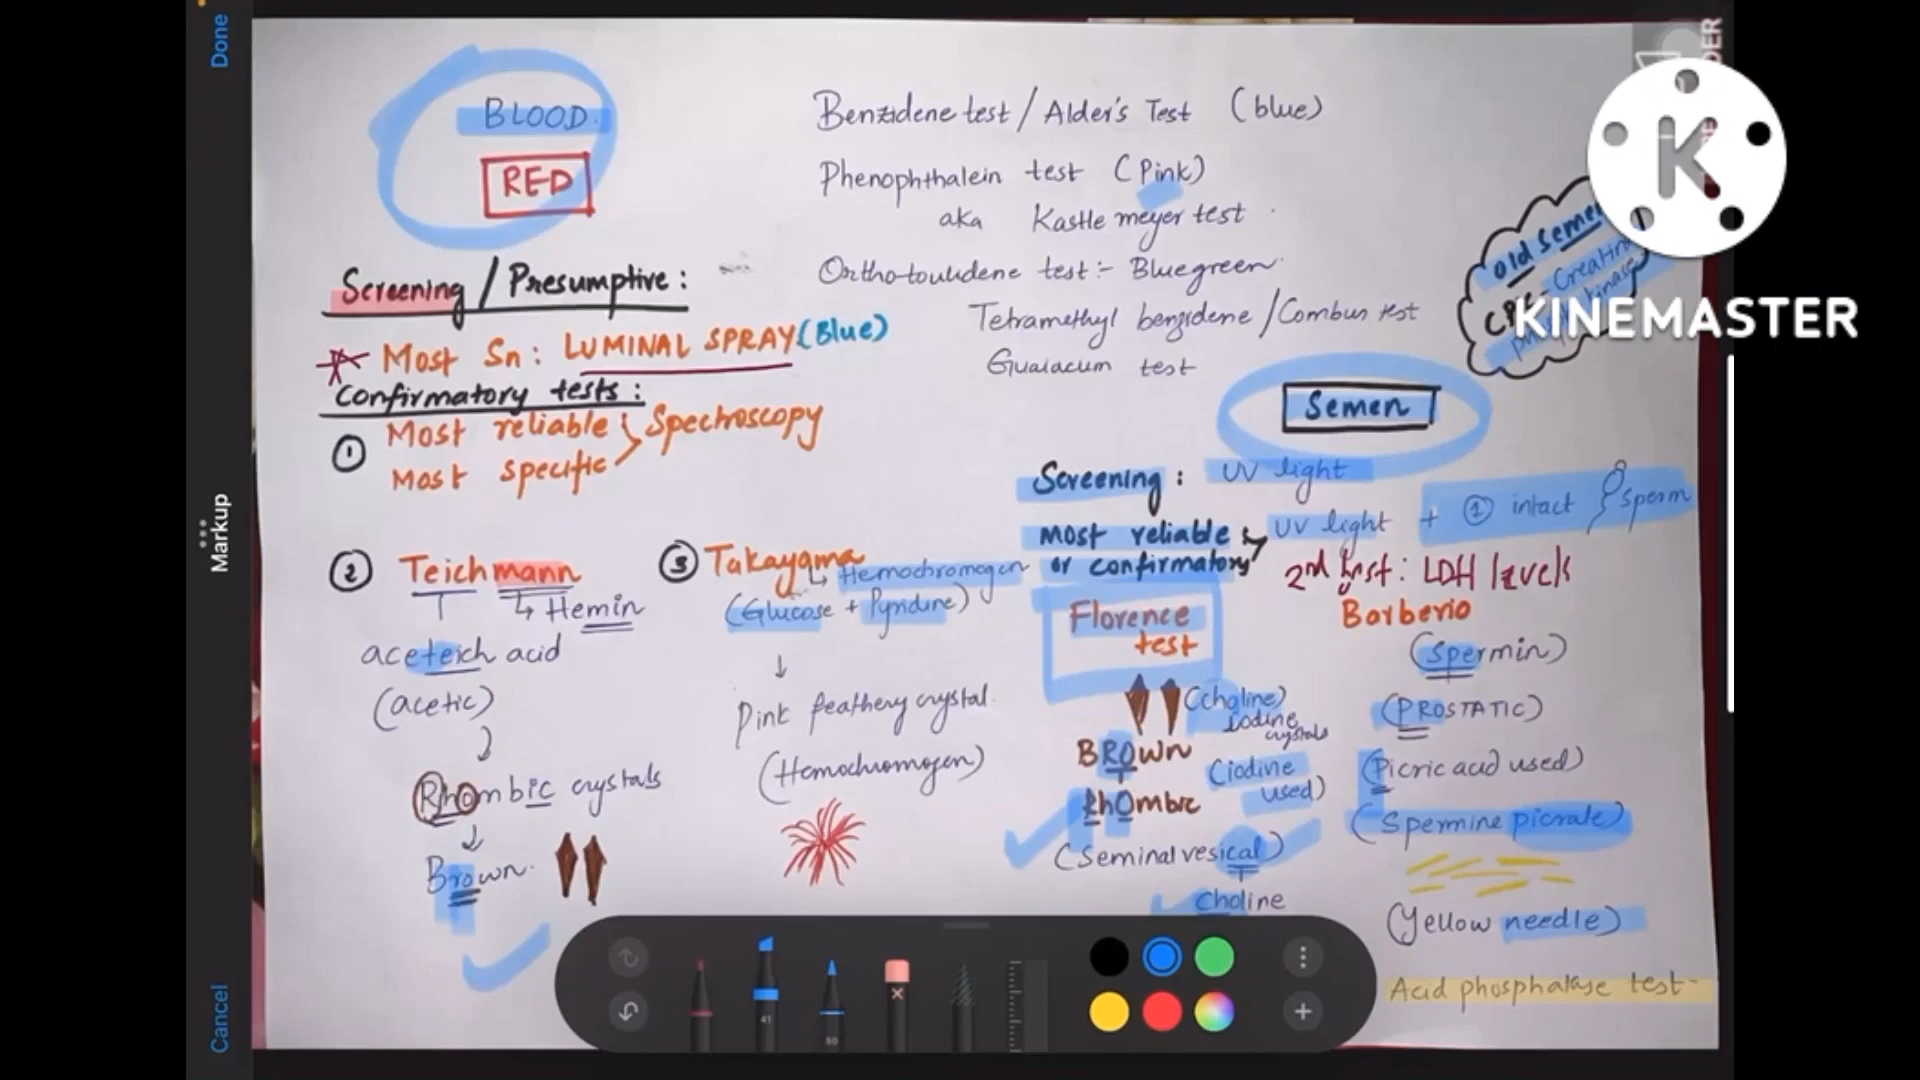 Done
Markup
Cancel
BLOOD
RED
Benzidene test / Alder's Test (blue)
Phenophthalein test (Pink)
aka Kastle meyer test
Ortho-toulidene test :- Bluegreen
Tetramethyl benzidene / Combus test
Guaiacum test
Screening / Presumptive :
Most Sn : LUMINAL SPRAY (Blue)
Confirmatory tests :
① Most reliable } Spectroscopy
Most specific
② Teichmann
↳ Hemin
aceteich acid
(acetic)
Rhombic crystals
Brown
③ Takayama
↳ Hemochromogen
(Glucose + Pyridine)
↓
Pink feathery crystal
(Hemochromogen)
old semen
KINEMASTER
Semen
Screening : UV light
Most reliable or confirmatory
UV light + ① intact sperm
2nd best : LDH levels
Florence test
(Choline)
iodine crystals
BROWN
(iodine used)
Rhombic
(Seminal vesical)
Choline
Barberio
(spermin)
(PROSTATIC)
(Picric acid used)
(Spermine picrate)
(Yellow needle)
Acid phosphatase test
41
50